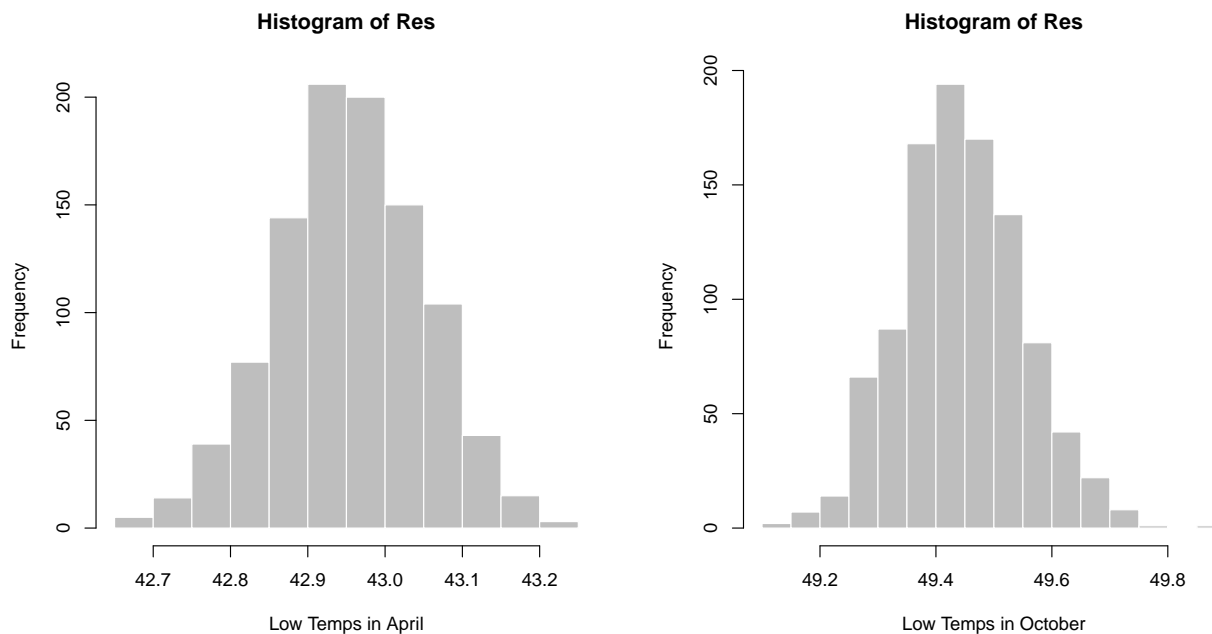 Histogram of Res
Frequency
200
150
100
50
0
42.7 42.8 42.9 43.0 43.1 43.2
Low Temps in April
Histogram of Res
Frequency
200
150
100
50
0
49.2 49.4 49.6 49.8
Low Temps in October